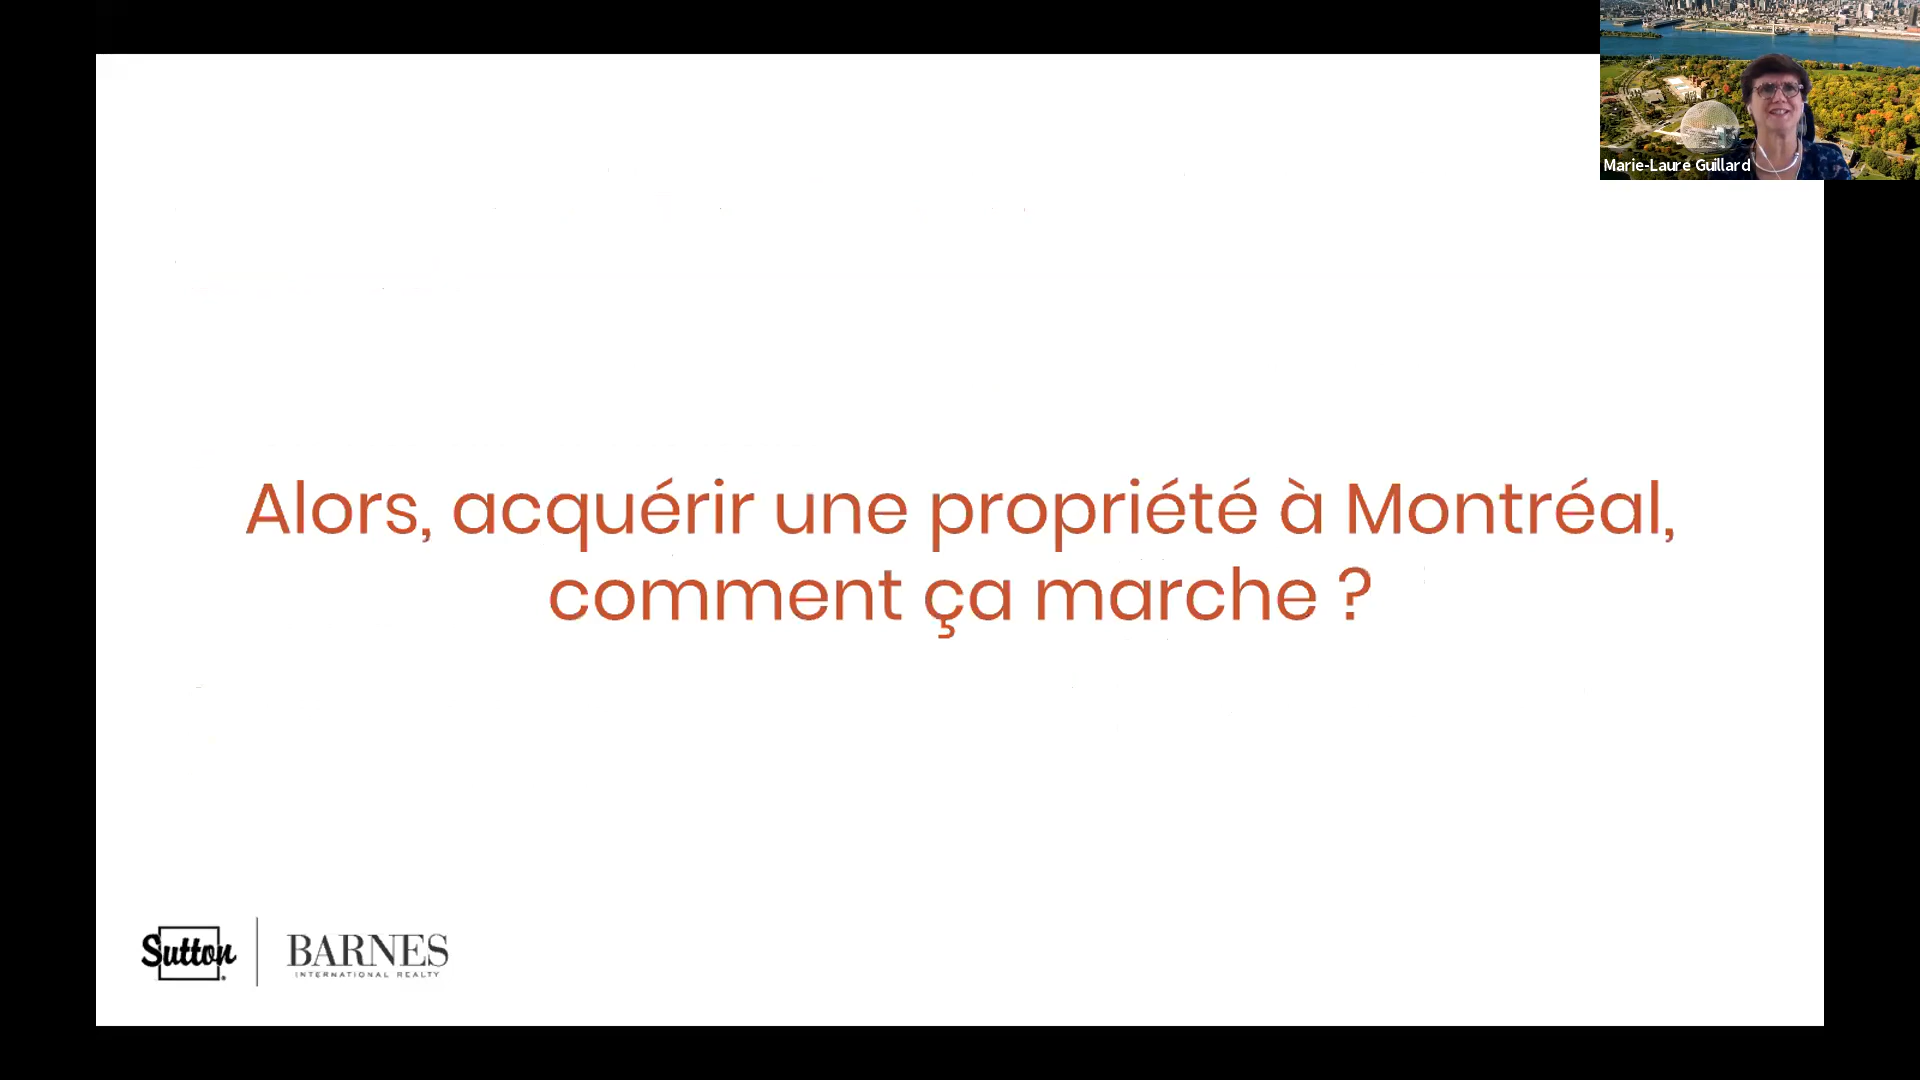 Marie-Laure Guillard
Alors, acquérir une propriété à Montréal,
comment ça marche ?
Sutton
BARNES
INTERNATIONAL REALTY